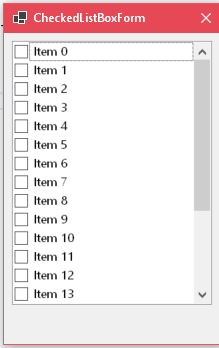 CheckedListBoxForm
Item 0
Item 1
Item 2
Item 3
Item 4
Item 5
Item 6
Item 7
Item 8
Item 9
Item 10
Item 11
Item 12
Item 13